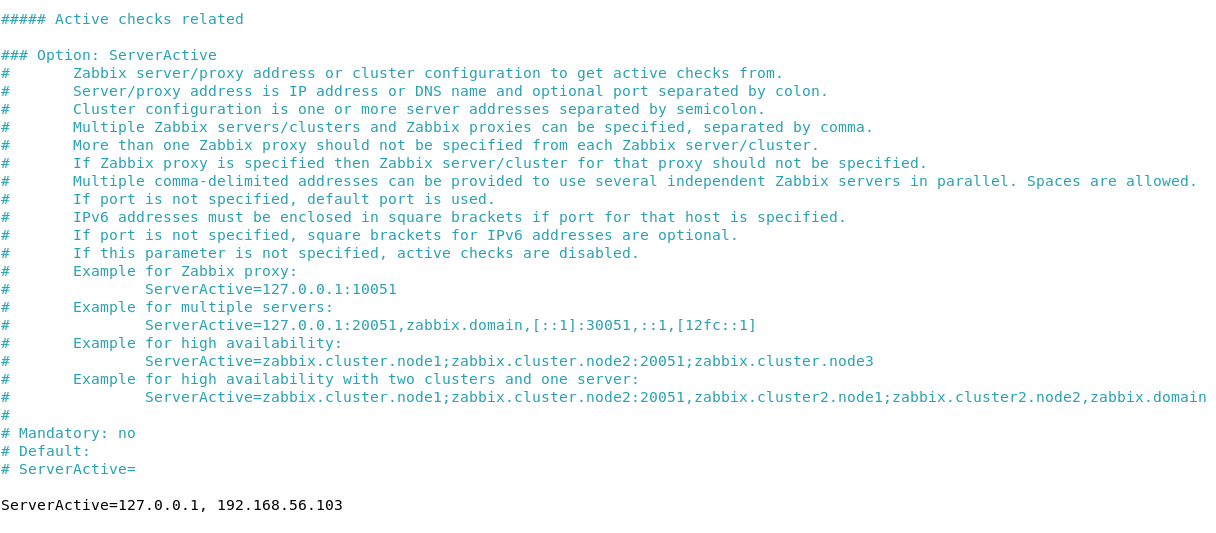 ##### Active checks related
### Option: ServerActive
#       Zabbix server/proxy address or cluster configuration to get active checks from.
#       Server/proxy address is IP address or DNS name and optional port separated by colon.
#       Cluster configuration is one or more server addresses separated by semicolon.
#       Multiple Zabbix servers/clusters and Zabbix proxies can be specified, separated by comma.
#       More than one Zabbix proxy should not be specified from each Zabbix server/cluster.
#       If Zabbix proxy is specified then Zabbix server/cluster for that proxy should not be specified.
#       Multiple comma-delimited addresses can be provided to use several independent Zabbix servers in parallel. Spaces are allowed.
#       If port is not specified, default port is used.
#       IPv6 addresses must be enclosed in square brackets if port for that host is specified.
#       If port is not specified, square brackets for IPv6 addresses are optional.
#       If this parameter is not specified, active checks are disabled.
#       Example for Zabbix proxy:
#               ServerActive=127.0.0.1:10051
#       Example for multiple servers:
#               ServerActive=127.0.0.1:20051,zabbix.domain,[::1]:30051,::1,[12fc::1]
#       Example for high availability:
#               ServerActive=zabbix.cluster.node1;zabbix.cluster.node2:20051;zabbix.cluster.node3
#       Example for high availability with two clusters and one server:
#               ServerActive=zabbix.cluster.node1;zabbix.cluster.node2:20051,zabbix.cluster2.node1;zabbix.cluster2.node2,zabbix.domain
#
# Mandatory: no
# Default:
# ServerActive=
ServerActive=127.0.0.1, 192.168.56.103